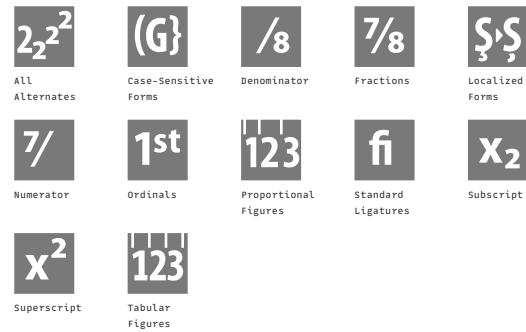 2₂2²
(G}
/8
⅞
Ş›Ş
All
Alternates
Case-Sensitive
Forms
Denominator
Fractions
Localized
Forms
7/
1st
123
fi
x₂
Numerator
Ordinals
Proportional
Figures
Standard
Ligatures
Subscript
x²
123
Superscript
Tabular
Figures